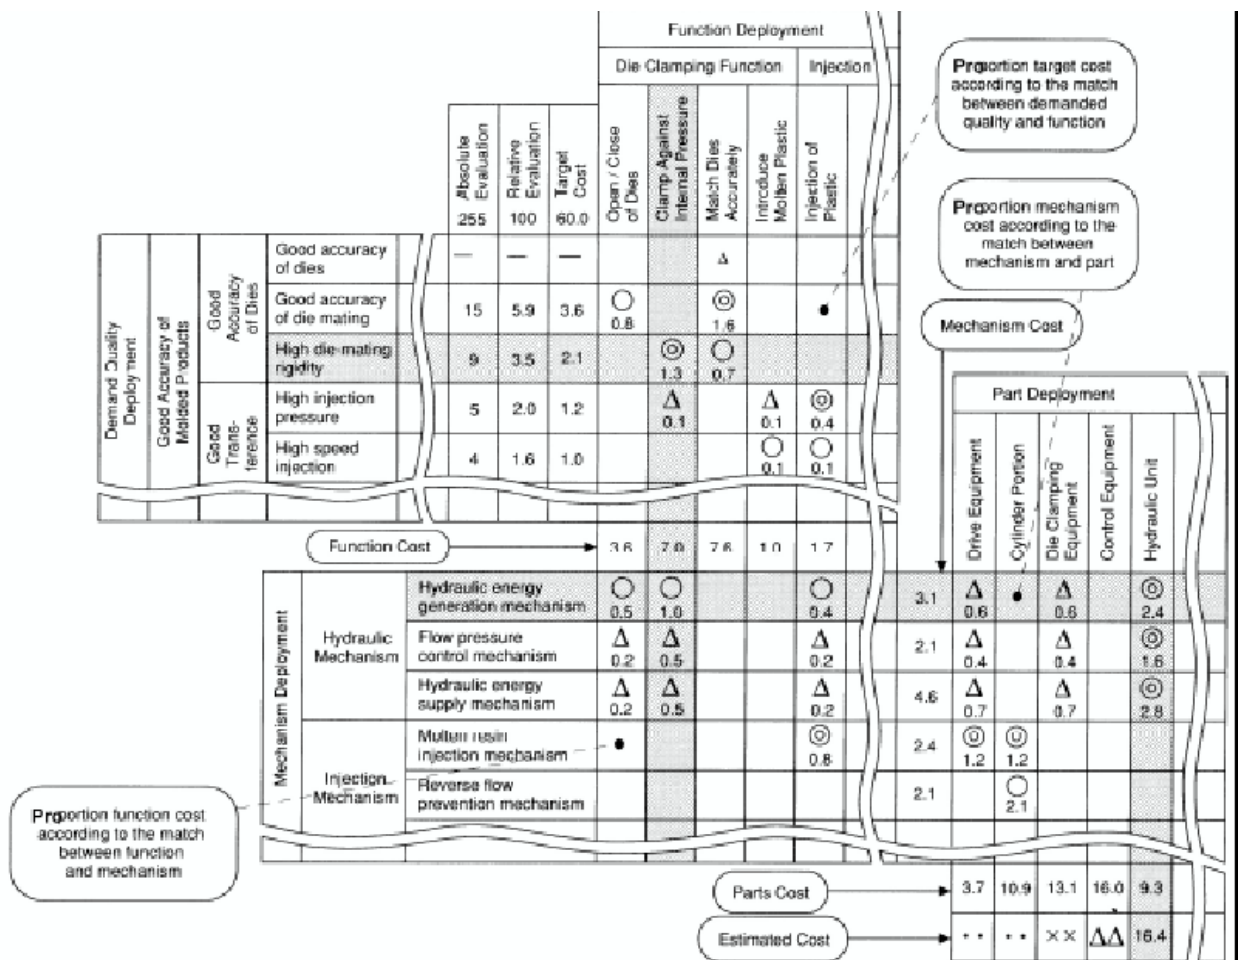 Function Deployment
Die Clamping Function
Injection
Absolute
Evaluation
Relative
Evaluation
Target
Cost
Open / Close
of Dies
Clamp Against
Internal Pressure
Match Dies
Accurately
Introduce
Molten Plastic
Injection of
Plastic
255 100 60.0
Proportion target cost
according to the match
between demanded
quality and function
Proportion mechanism
cost according to the
match between
mechanism and part
Mechanism Cost
Demand Quality
Deployment
Good Accuracy of
Molded Products
Good
Accuracy
of Dies
Good
Trans-
ference
Good accuracy
of dies
— — — Δ
Good accuracy
of die mating
15 5.9 3.6 ○ ◎ •
0.8 1.6
High die-mating
rigidity
9 3.5 2.1 ◎ ○
1.3 0.7
High injection
pressure
5 2.0 1.2 Δ Δ ◎
0.1 0.1 0.4
High speed
injection
4 1.6 1.0 ○ ○
0.1 0.1
Part Deployment
Drive Equipment
Cylinder Portion
Die Clamping
Equipment
Control Equipment
Hydraulic Unit
Function Cost
3.6 7.0 7.6 1.0 1.7
Mechanism Deployment
Hydraulic
Mechanism
Injection
Mechanism
Hydraulic energy
generation mechanism
○ ○ ○ 3.1 Δ • Δ ◎
0.5 1.0 0.4 0.6 0.6 2.4
Flow pressure
control mechanism
Δ Δ Δ 2.1 Δ Δ ◎
0.2 0.5 0.2 0.4 0.4 1.6
Hydraulic energy
supply mechanism
Δ Δ Δ 4.6 Δ Δ ◎
0.2 0.5 0.2 0.7 0.7 2.8
Molten resin
injection mechanism
• ◎ 2.4 ◎ ◎
0.8 1.2 1.2
Reverse flow
prevention mechanism
2.1 ○
2.1
Proportion function cost
according to the match
between function
and mechanism
Parts Cost
3.7 10.9 13.1 16.0 9.3
Estimated Cost
• • • • ×× ΔΔ 16.4